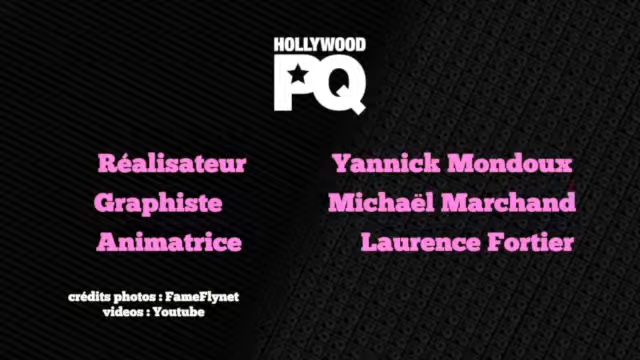 HOLLYWOOD
PQ
Réalisateur Yannick Mondoux
Graphiste Michaël Marchand
Animatrice Laurence Fortier
crédits photos : FameFlynet
videos : Youtube